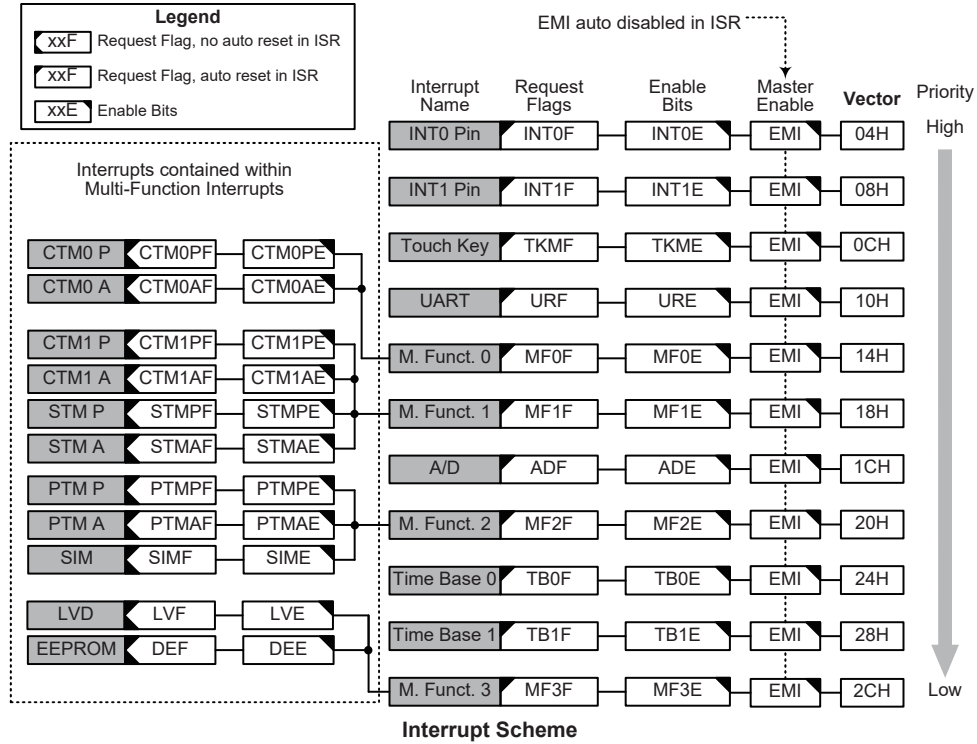 Legend
xxF Request Flag, no auto reset in ISR
xxF Request Flag, auto reset in ISR
xxE Enable Bits
EMI auto disabled in ISR
Interrupt Name
Request Flags
Enable Bits
Master Enable
Vector
Priority
High
INT0 Pin INT0F INT0E EMI 04H
INT1 Pin INT1F INT1E EMI 08H
Touch Key TKMF TKME EMI 0CH
UART URF URE EMI 10H
M. Funct. 0 MF0F MF0E EMI 14H
M. Funct. 1 MF1F MF1E EMI 18H
A/D ADF ADE EMI 1CH
M. Funct. 2 MF2F MF2E EMI 20H
Time Base 0 TB0F TB0E EMI 24H
Time Base 1 TB1F TB1E EMI 28H
M. Funct. 3 MF3F MF3E EMI 2CH
Low
Interrupts contained within
Multi-Function Interrupts
CTM0 P CTM0PF CTM0PE
CTM0 A CTM0AF CTM0AE
CTM1 P CTM1PF CTM1PE
CTM1 A CTM1AF CTM1AE
STM P STMPF STMPE
STM A STMAF STMAE
PTM P PTMPF PTMPE
PTM A PTMAF PTMAE
SIM SIMF SIME
LVD LVF LVE
EEPROM DEF DEE
Interrupt Scheme